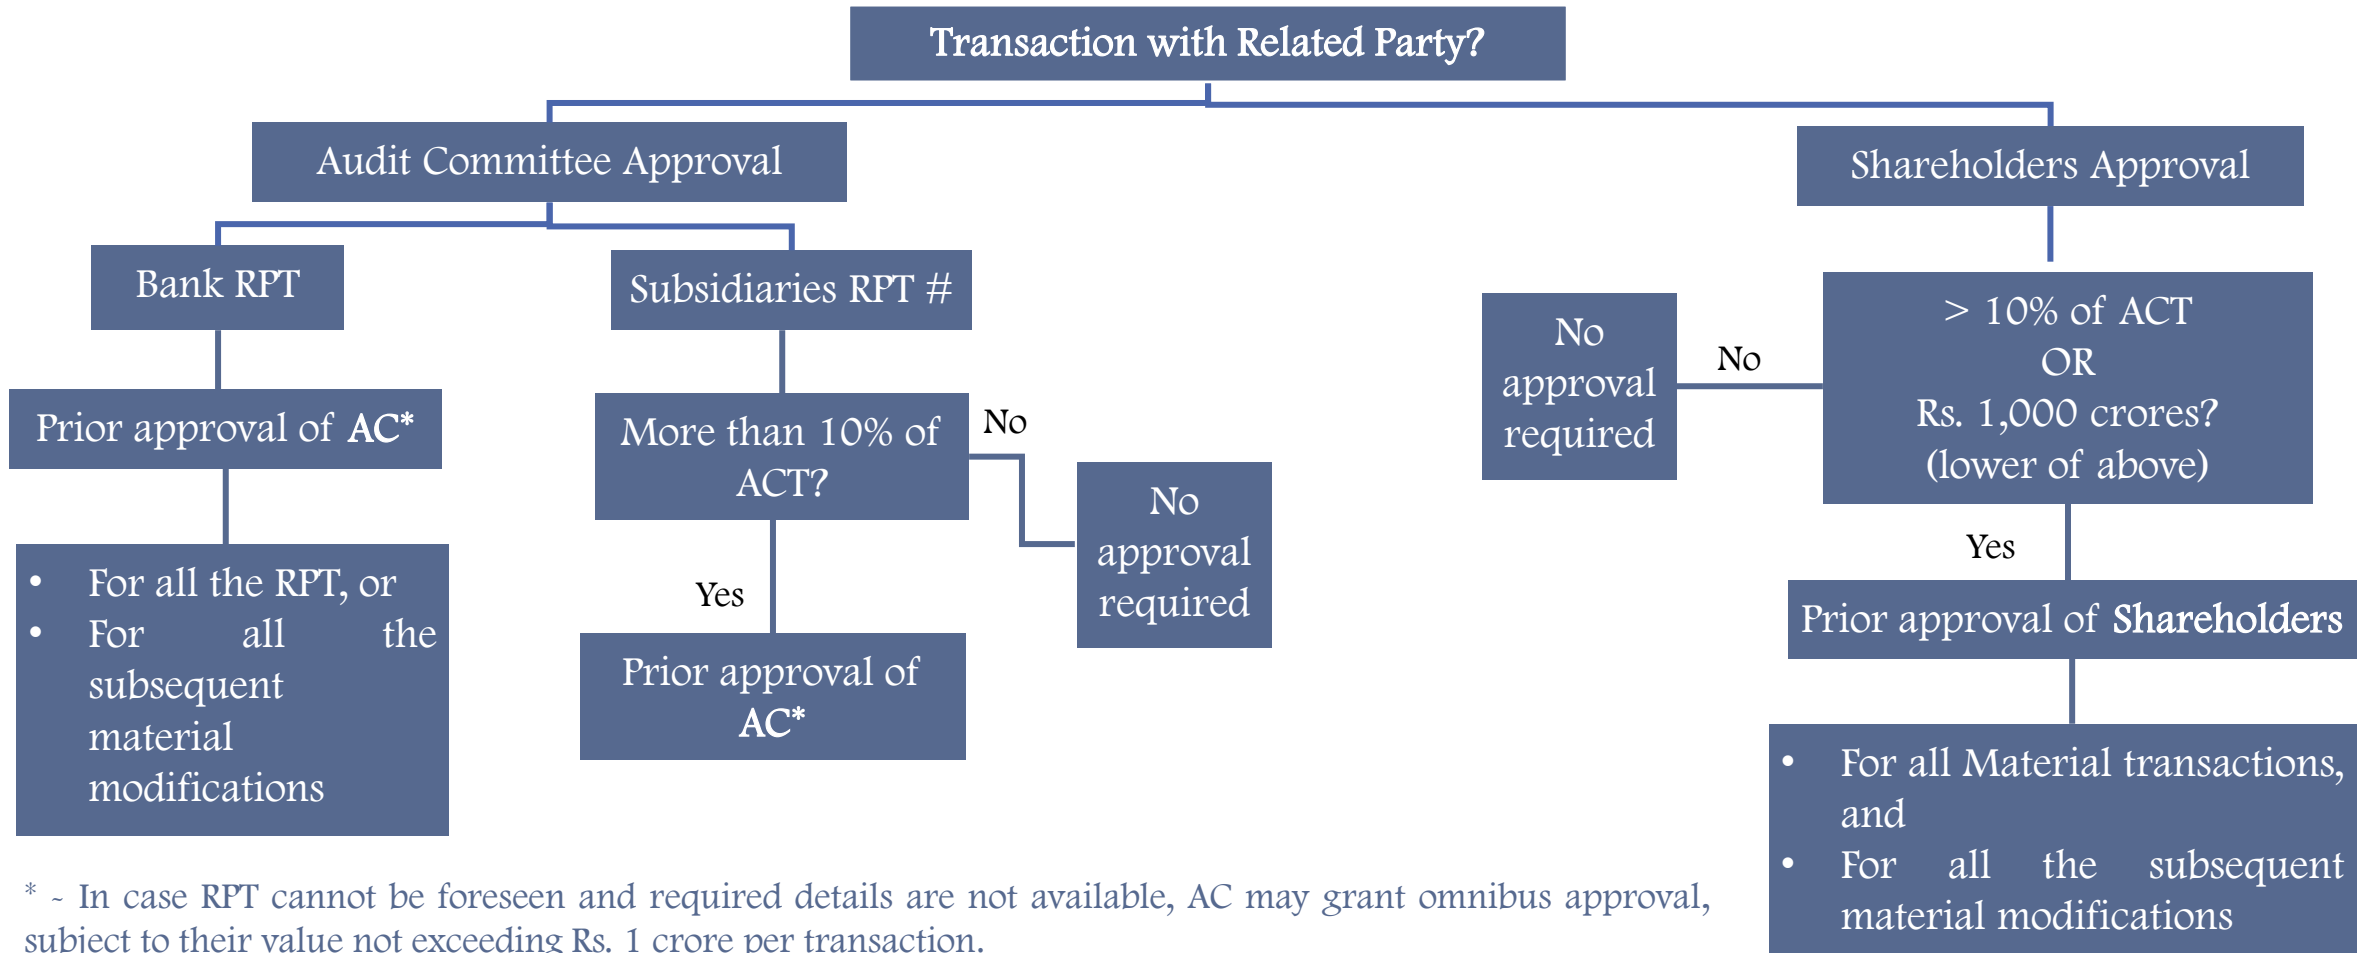 Transaction with Related Party?
Audit Committee Approval
Shareholders Approval
Bank RPT
Subsidiaries RPT #
Prior approval of AC*
More than 10% of
ACT?
No
No
approval
required
Yes
Prior approval of
AC*
• For all the RPT, or
• For all the
subsequent
material
modifications
No
approval
required
No
> 10% of ACT
OR
Rs. 1,000 crores?
(lower of above)
Yes
Prior approval of Shareholders
• For all Material transactions,
and
• For all the subsequent
material modifications
* - In case RPT cannot be foreseen and required details are not available, AC may grant omnibus approval,
subject to their value not exceeding Rs. 1 crore per transaction.